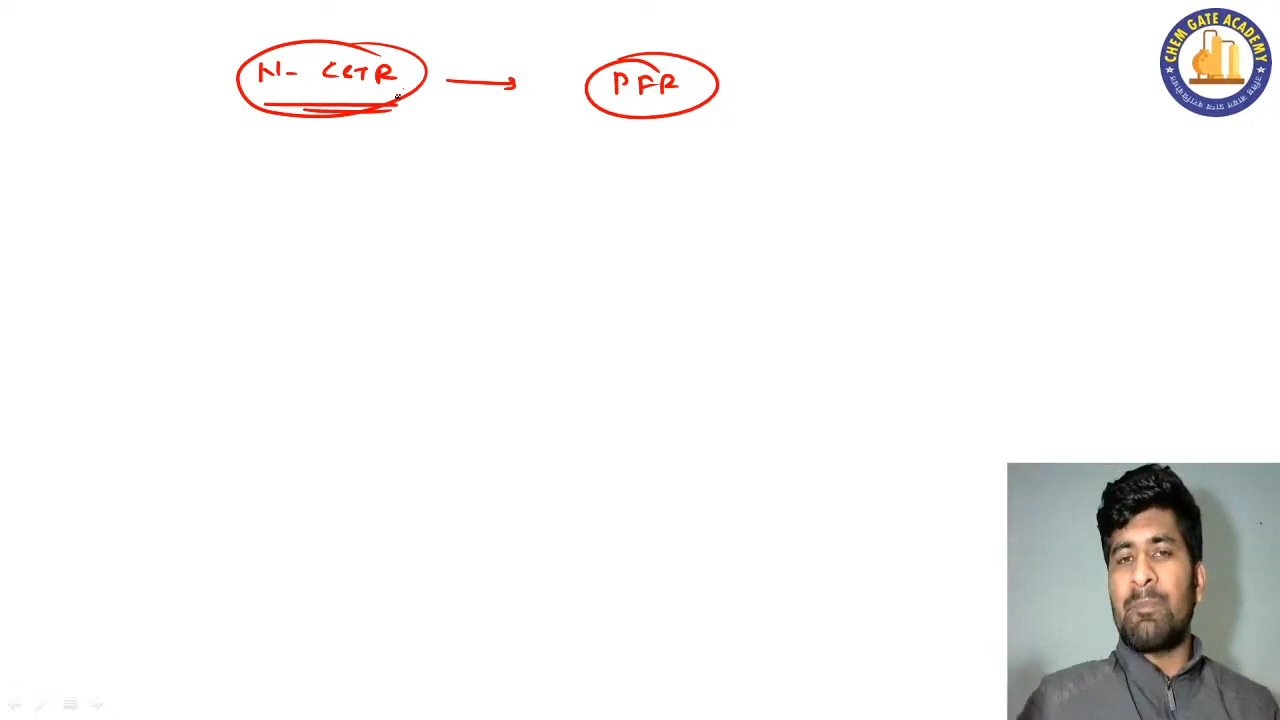 N- CSTR → PFR
CHEM GATE ACADEMY